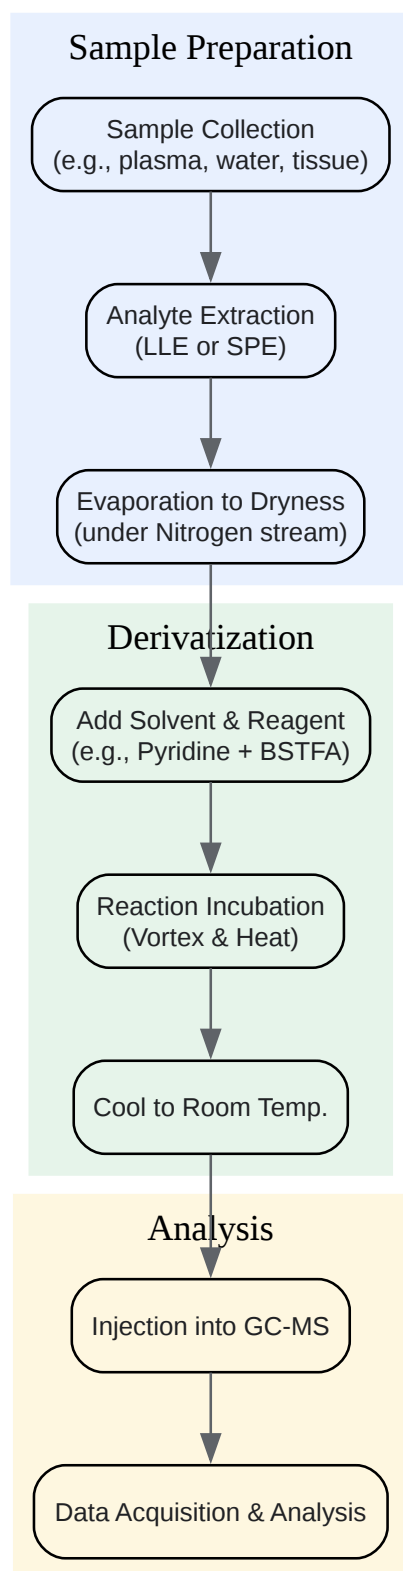 Sample Preparation
Sample Collection
(e.g., plasma, water, tissue)
Analyte Extraction
(LLE or SPE)
Evaporation to Dryness
(under Nitrogen stream)
Derivatization
Add Solvent & Reagent
(e.g., Pyridine + BSTFA)
Reaction Incubation
(Vortex & Heat)
Cool to Room Temp.
Analysis
Injection into GC-MS
Data Acquisition & Analysis